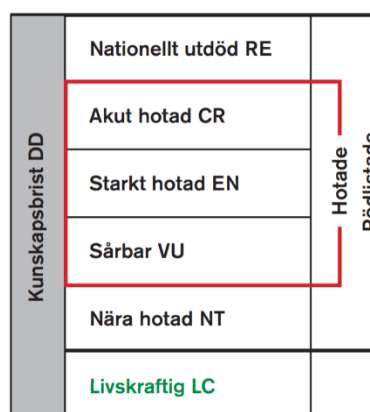 Kunskapsbrist DD
Nationellt utdöd RE
Akut hotad CR
Starkt hotad EN
Sårbar VU
Nära hotad NT
Livskraftig LC
Hotade
Rödlistade